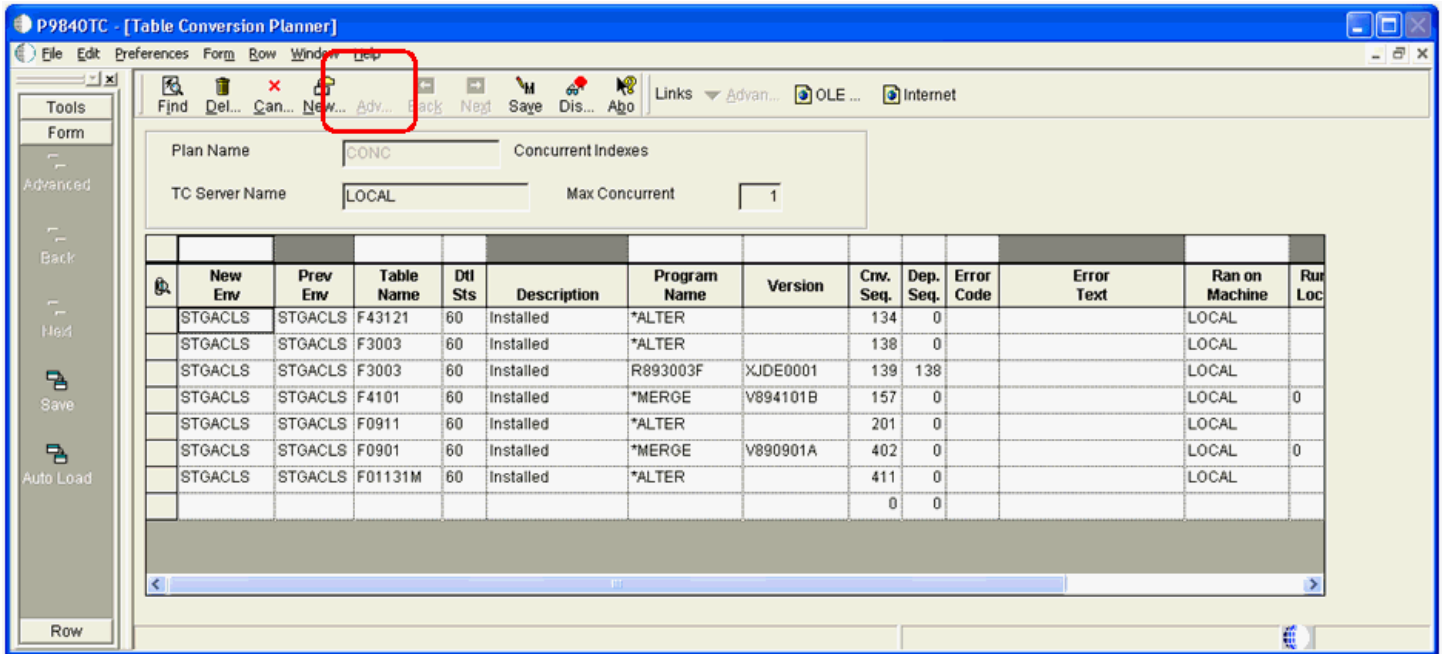 P9840TC - [Table Conversion Planner]
File Edit Preferences Form Row Window Help
Tools
Form
Advanced
Back
Next
Save
Auto Load
Row
Find Del... Can... New... Adv... Back Next Save Dis... Abo Links Advan... OLE ... Internet
Plan Name CONC Concurrent Indexes
TC Server Name LOCAL Max Concurrent 1
New Env Prev Env Table Name Dtl Sts Description Program Name Version Cnv. Seq. Dep. Seq. Error Code Error Text Ran on Machine Run Loc
STGACLS STGACLS F43121 60 Installed *ALTER 134 0 LOCAL
STGACLS STGACLS F3003 60 Installed *ALTER 138 0 LOCAL
STGACLS STGACLS F3003 60 Installed R893003F XJDE0001 139 138 LOCAL
STGACLS STGACLS F4101 60 Installed *MERGE V894101B 157 0 LOCAL 0
STGACLS STGACLS F0911 60 Installed *ALTER 201 0 LOCAL
STGACLS STGACLS F0901 60 Installed *MERGE V890901A 402 0 LOCAL 0
STGACLS STGACLS F01131M 60 Installed *ALTER 411 0 LOCAL
0 0